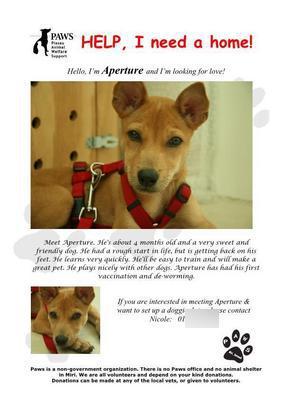 PAWS
Pieces
Animal
Welfare
Support
HELP, I need a home!
Hello, I'm Aperture and I'm looking for love!
Meet Aperture. He's about 4 months old and a very sweet and
friendly dog. He had a rough start in life, but is getting back on his
feet. He learns very quickly. He'll be easy to train and will make a
great pet. He plays nicely with other dogs. Aperture has had his first
vaccination and de-worming.
If you are interested in meeting Aperture &
want to set up a doggi contact
Nicole: 01
PAWS
Paws is a non-government organization. There is no Paws office and no animal shelter
in Miri. We are all volunteers and depend on your kind donations.
Donations can be made at any of the local vets, or given to volunteers.